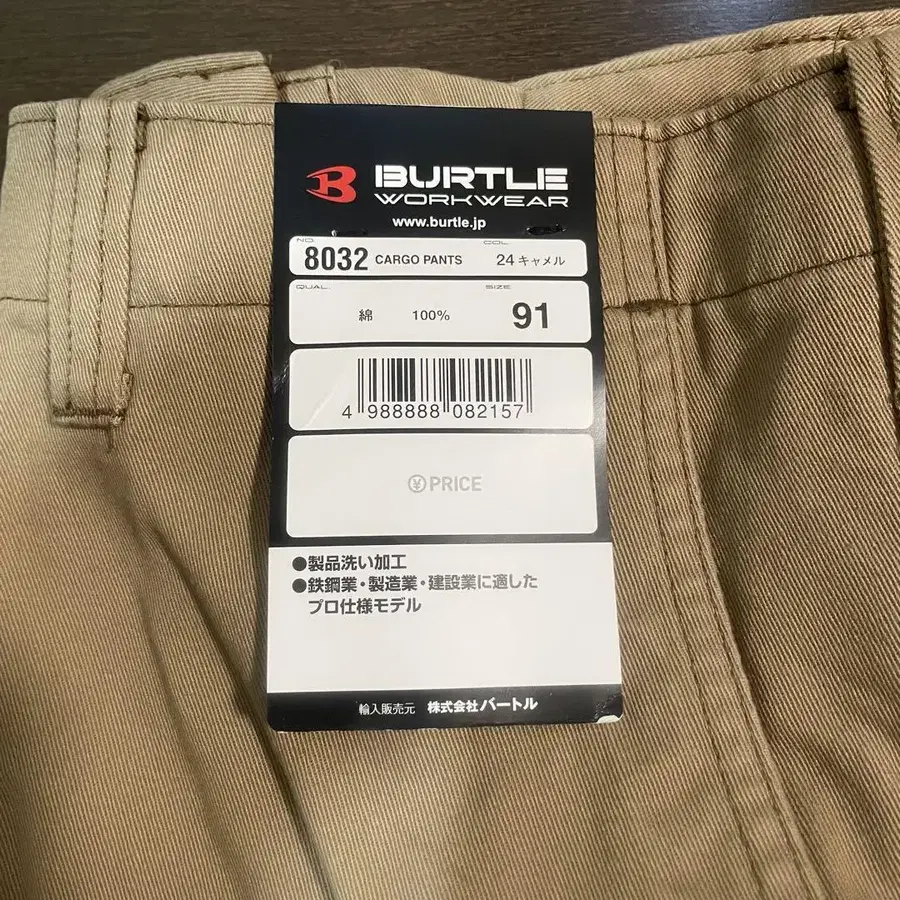 BURTLE
WORKWEAR
www.burtle.jp
NO. COL.
8032 CARGO PANTS 24 キャメル
QUAL. SIZE
綿 100% 91
4 988888 082157
¥ PRICE
●製品洗い加工
●鉄鋼業・製造業・建設業に適した
プロ仕様モデル
輸入販売元 株式会社バートル